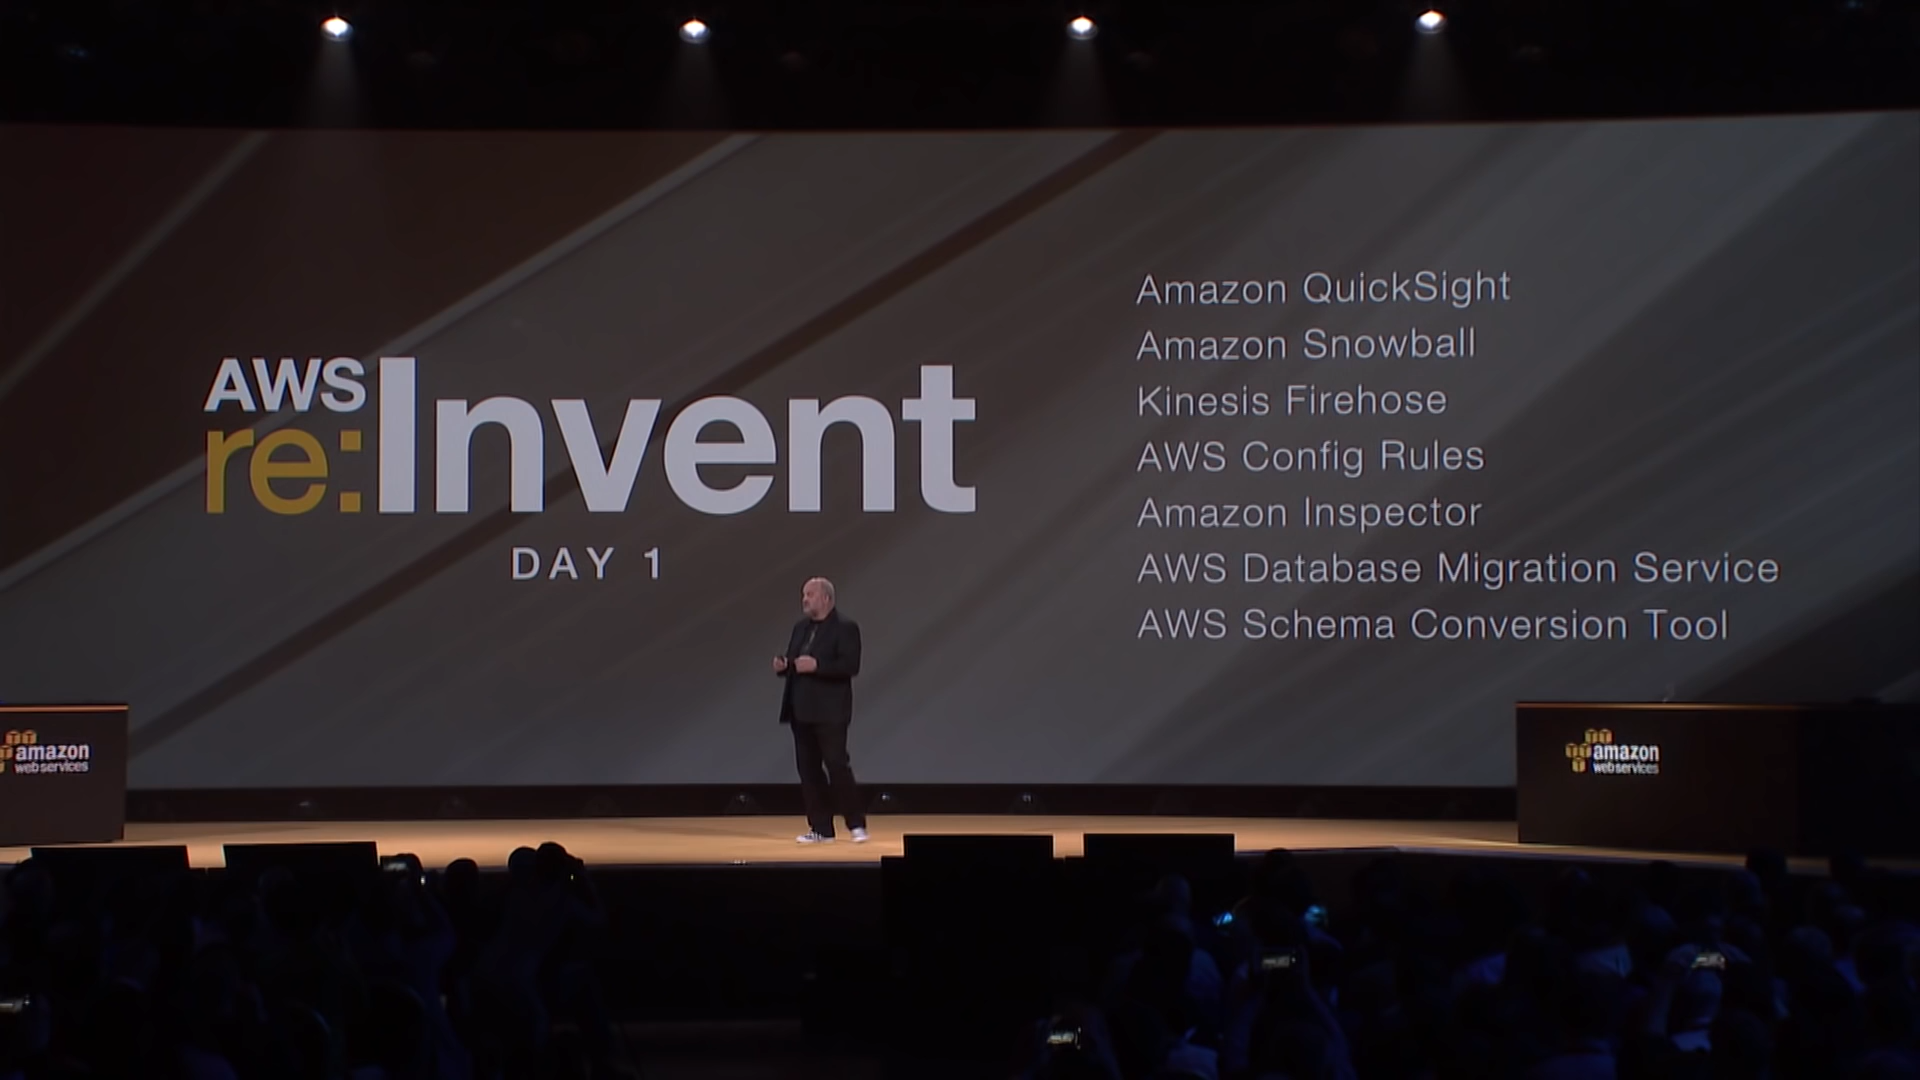 AWS
re:Invent
DAY 1
Amazon QuickSight
Amazon Snowball
Kinesis Firehose
AWS Config Rules
Amazon Inspector
AWS Database Migration Service
AWS Schema Conversion Tool
amazon
web services
amazon
web services